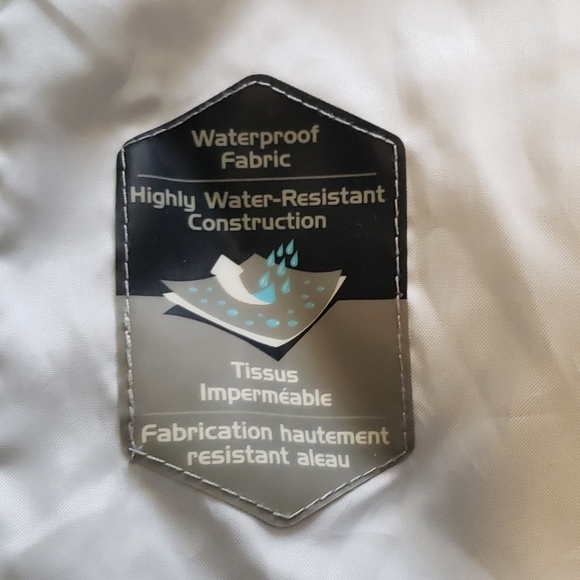 Waterproof
Fabric
Highly Water-Resistant
Construction
Tissus
Imperméable
Fabrication hautement
resistant aleau